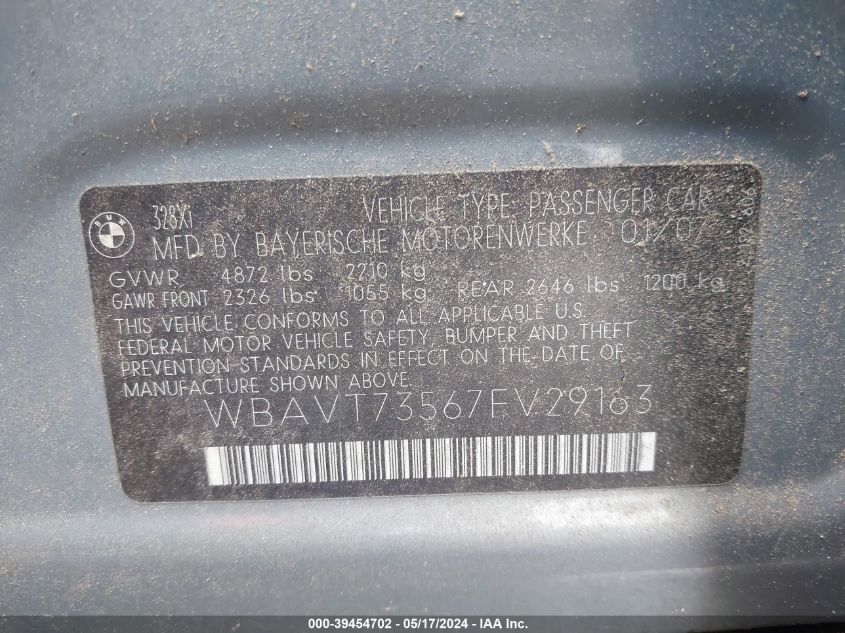 BMW
328Xi
VEHICLE TYPE PASSENGER CAR
MFD BY BAYERISCHE MOTORENWERKE 01/07
GVWR 4872 lbs 2210 kg
GAWR FRONT 2326 lbs 1055 kg REAR 2646 lbs 1200 kg
THIS VEHICLE CONFORMS TO ALL APPLICABLE U.S.
FEDERAL MOTOR VEHICLE SAFETY, BUMPER AND THEFT
PREVENTION STANDARDS IN EFFECT ON THE DATE OF
MANUFACTURE SHOWN ABOVE.
WBAVT73567FV29163
000-39454702 - 05/17/2024 - IAA Inc.